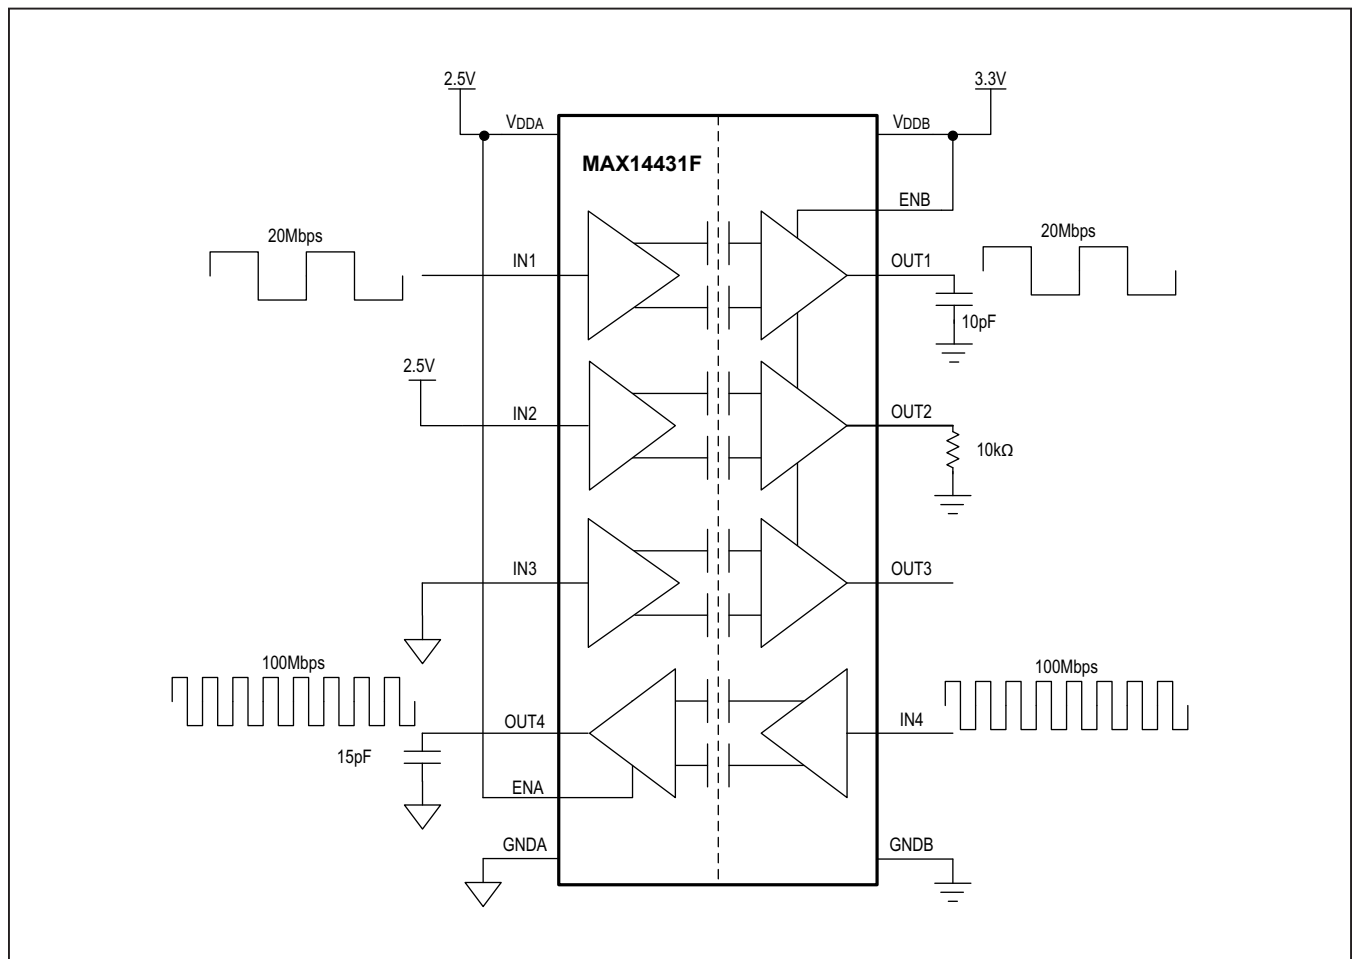 2.5V
3.3V
VDDA
VDDB
MAX14431F
ENB
20Mbps
IN1
OUT1
20Mbps
10pF
2.5V
IN2
OUT2
10kΩ
IN3
OUT3
100Mbps
100Mbps
OUT4
IN4
15pF
ENA
GNDA
GNDB